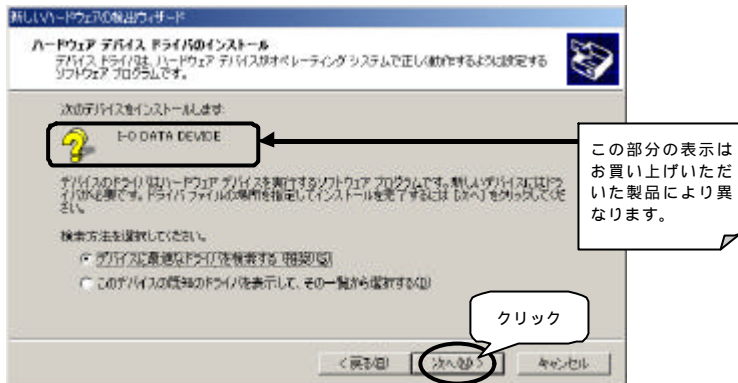 新しいハードウェアの検出ウィザード
ハードウェア デバイス ドライバのインストール
デバイス ドライバは、ハードウェア デバイスがオペレーティング システムで正しく動作するように設定する
ソフトウェア プログラムです。
次のデバイスをインストールします:
I-O DATA DEVICE
この部分の表示は
お買い上げいただ
いた製品により異
なります。
デバイスのドライバはハードウェア デバイスを実行するソフトウェア プログラムです。新しいデバイスにはドラ
イバが必要です。ドライバ ファイルの場所を指定してインストールを完了するには [次へ] をクリックしてくだ
さい。
検索方法を選択してください。
デバイスに最適なドライバを検索する (推奨)(S)
このデバイスの既知のドライバを表示して、その一覧から選択する(D)
クリック
< 戻る(B)
次へ(N) >
キャンセル